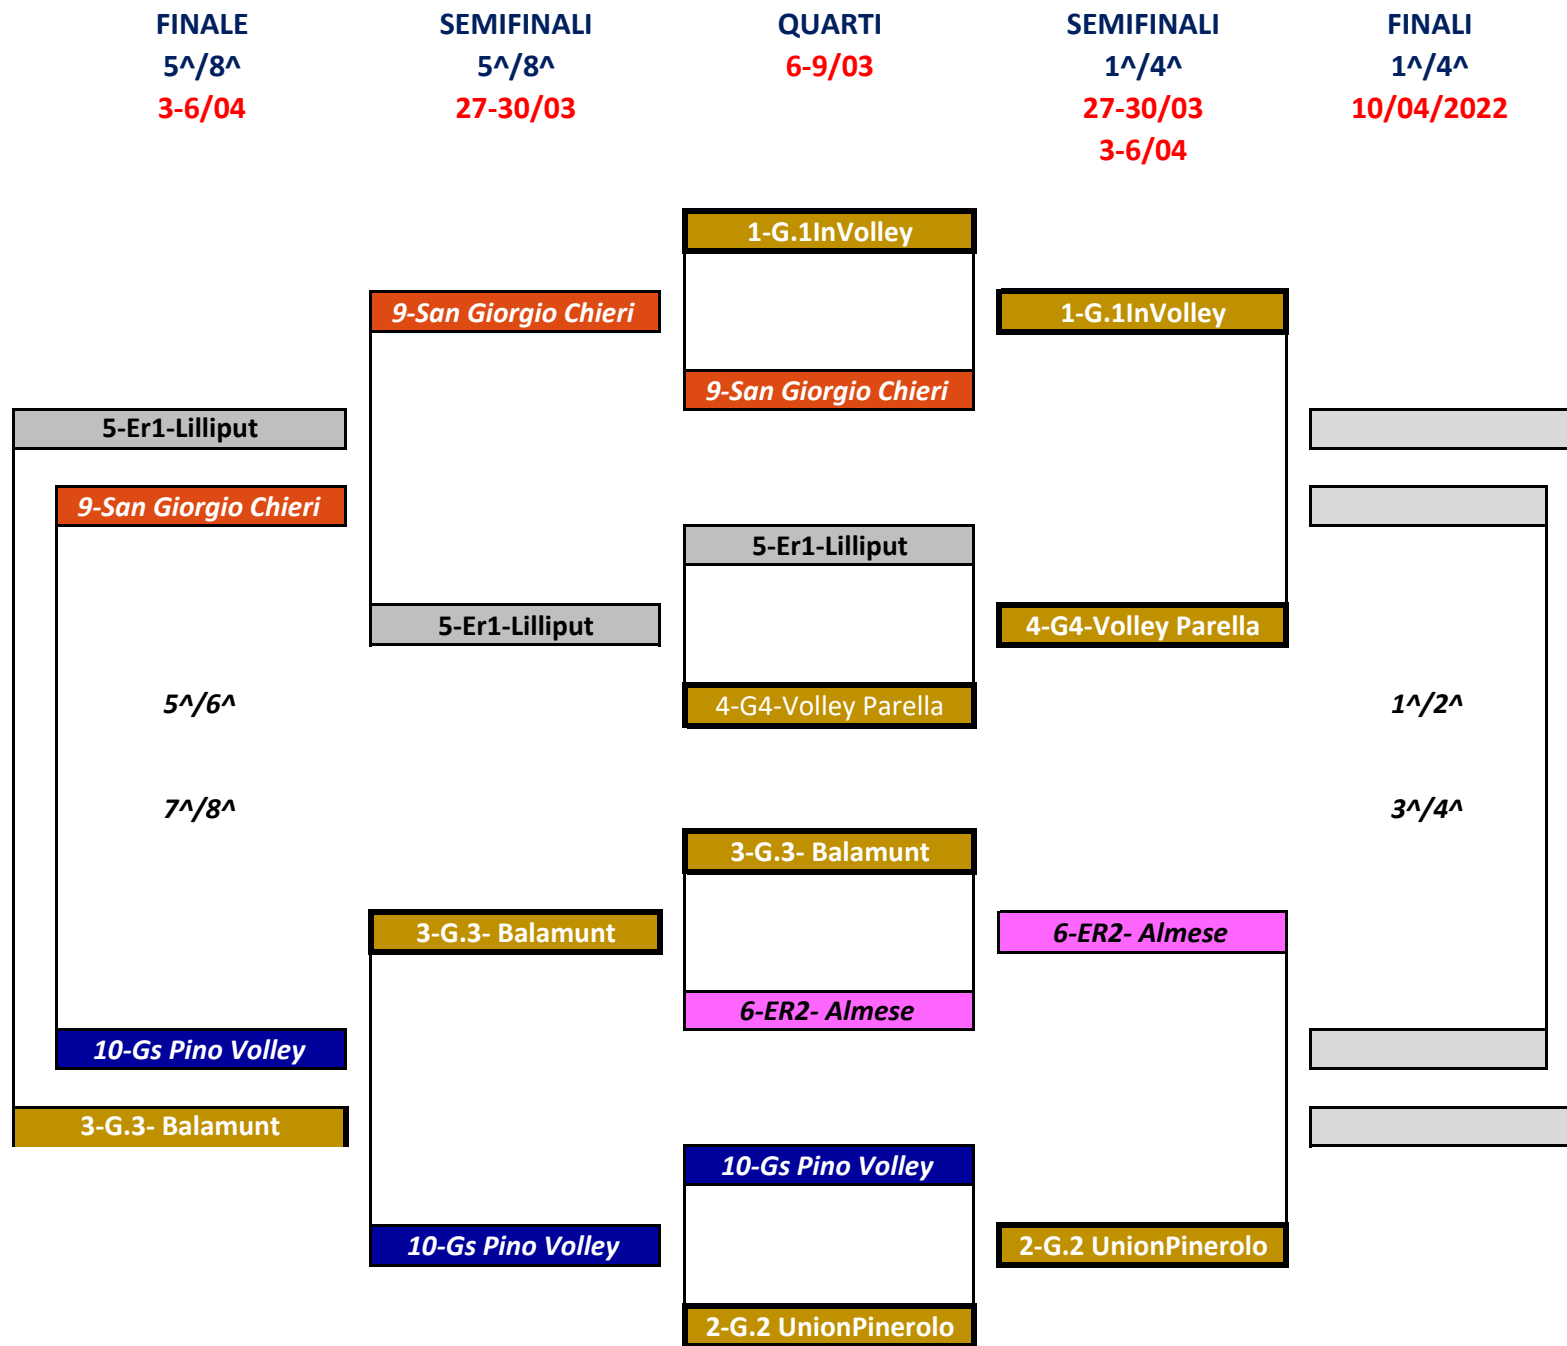 FINALE
5^/8^
3-6/04
SEMIFINALI
5^/8^
27-30/03
QUARTI
6-9/03
SEMIFINALI
1^/4^
27-30/03
3-6/04
FINALI
1^/4^
10/04/2022
5-Er1-Lilliput
9-San Giorgio Chieri
5^/6^
7^/8^
10-Gs Pino Volley
3-G.3- Balamunt
9-San Giorgio Chieri
5-Er1-Lilliput
3-G.3- Balamunt
10-Gs Pino Volley
1-G.1InVolley
9-San Giorgio Chieri
5-Er1-Lilliput
4-G4-Volley Parella
3-G.3- Balamunt
6-ER2- Almese
10-Gs Pino Volley
2-G.2 UnionPinerolo
1-G.1InVolley
4-G4-Volley Parella
6-ER2- Almese
2-G.2 UnionPinerolo
1^/2^
3^/4^